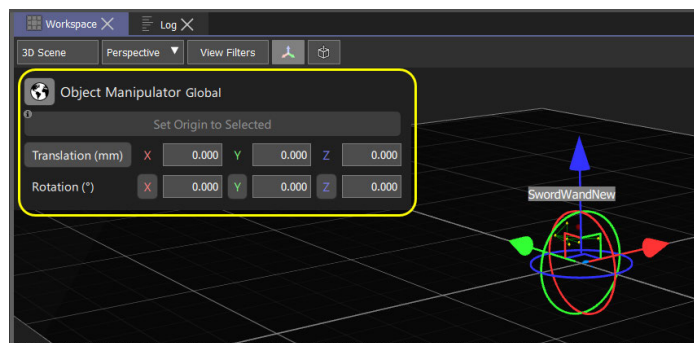 Workspace Log
3D Scene Perspective View Filters
Object Manipulator Global
Set Origin to Selected
Translation (mm) X 0.000 Y 0.000 Z 0.000
Rotation (°) X 0.000 Y 0.000 Z 0.000
SwordWandNew